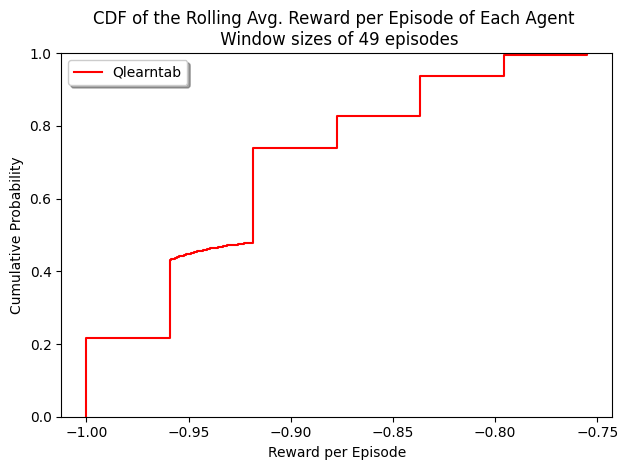 CDF of the Rolling Avg. Reward per Episode of Each Agent
Window sizes of 49 episodes
Qlearntab
Cumulative Probability
1.0
0.8
0.6
0.4
0.2
0.0
−1.00 −0.95 −0.90 −0.85 −0.80 −0.75
Reward per Episode